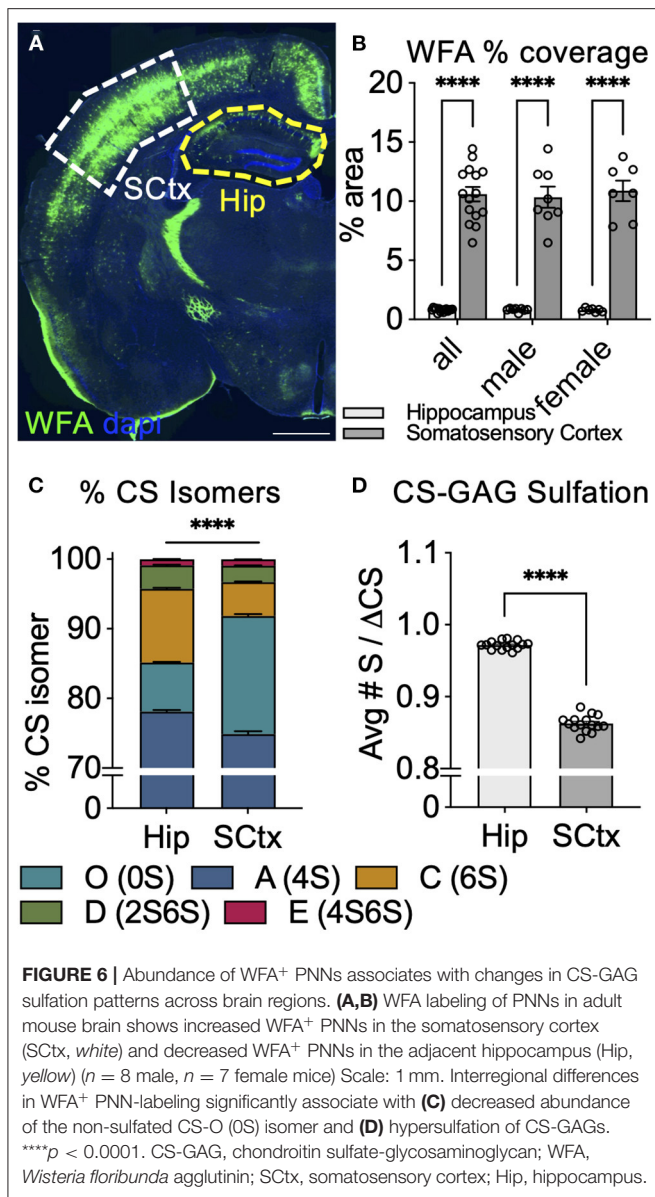 A
SCtx
Hip
WFA dapi
B
WFA % coverage
**** **** ****
20
15
10
5
0
% area
all male female
Hippocampus
Somatosensory Cortex
C % CS Isomers
****
100
90
80
70
0
% CS isomer
Hip SCtx
D CS-GAG Sulfation
****
1.1
1.0
0.9
0.8
0
Avg # S / ΔCS
Hip SCtx
O (0S) A (4S) C (6S)
D (2S6S) E (4S6S)
FIGURE 6 | Abundance of WFA⁺ PNNs associates with changes in CS-GAG
sulfation patterns across brain regions. (A,B) WFA labeling of PNNs in adult
mouse brain shows increased WFA⁺ PNNs in the somatosensory cortex
(SCtx, white) and decreased WFA⁺ PNNs in the adjacent hippocampus (Hip,
yellow) (n = 8 male, n = 7 female mice) Scale: 1 mm. Interregional differences
in WFA⁺ PNN-labeling significantly associate with (C) decreased abundance
of the non-sulfated CS-O (0S) isomer and (D) hypersulfation of CS-GAGs.
****p < 0.0001. CS-GAG, chondroitin sulfate-glycosaminoglycan; WFA,
Wisteria floribunda agglutinin; SCtx, somatosensory cortex; Hip, hippocampus.